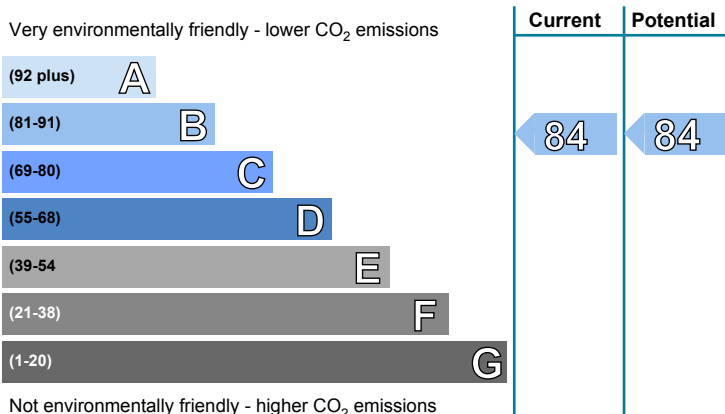 Very environmentally friendly - lower CO₂ emissions
Current Potential
(92 plus) A
(81-91) B
84 84
(69-80) C
(55-68) D
(39-54 E
(21-38) F
(1-20) G
Not environmentally friendly - higher CO₂ emissions